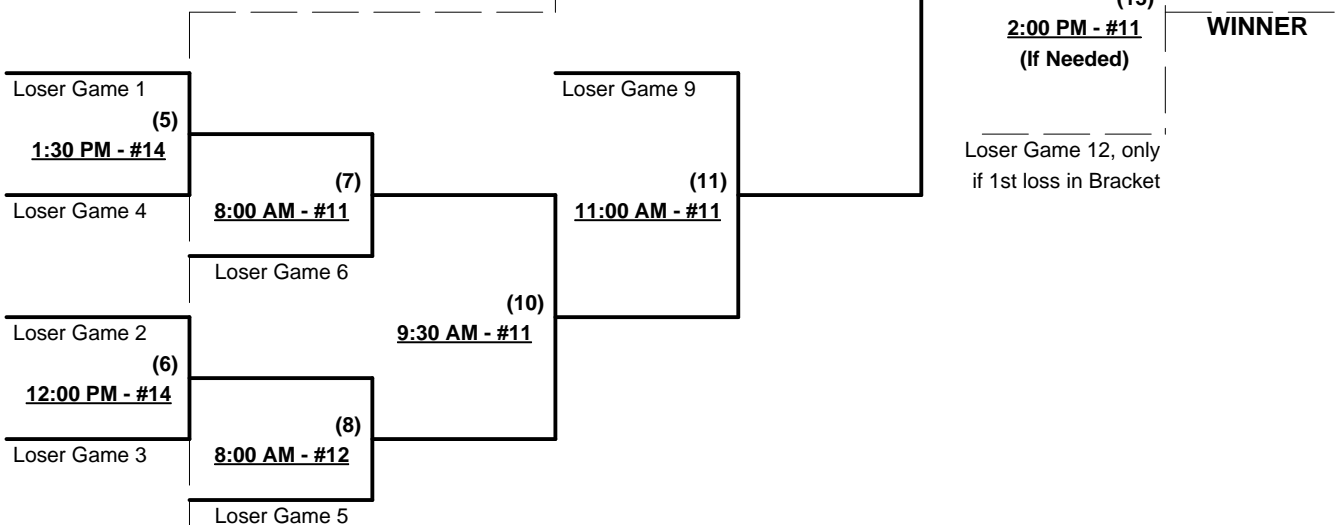 2:00 PM - #11
WINNER
(If Needed)
Loser Game 1
Loser Game 9
(5)
1:30 PM - #14
Loser Game 12, only
if 1st loss in Bracket
(7)
(11)
Loser Game 4
8:00 AM - #11
11:00 AM - #11
Loser Game 6
(10)
Loser Game 2
9:30 AM - #11
(6)
12:00 PM - #14
(8)
Loser Game 3
8:00 AM - #12
Loser Game 5